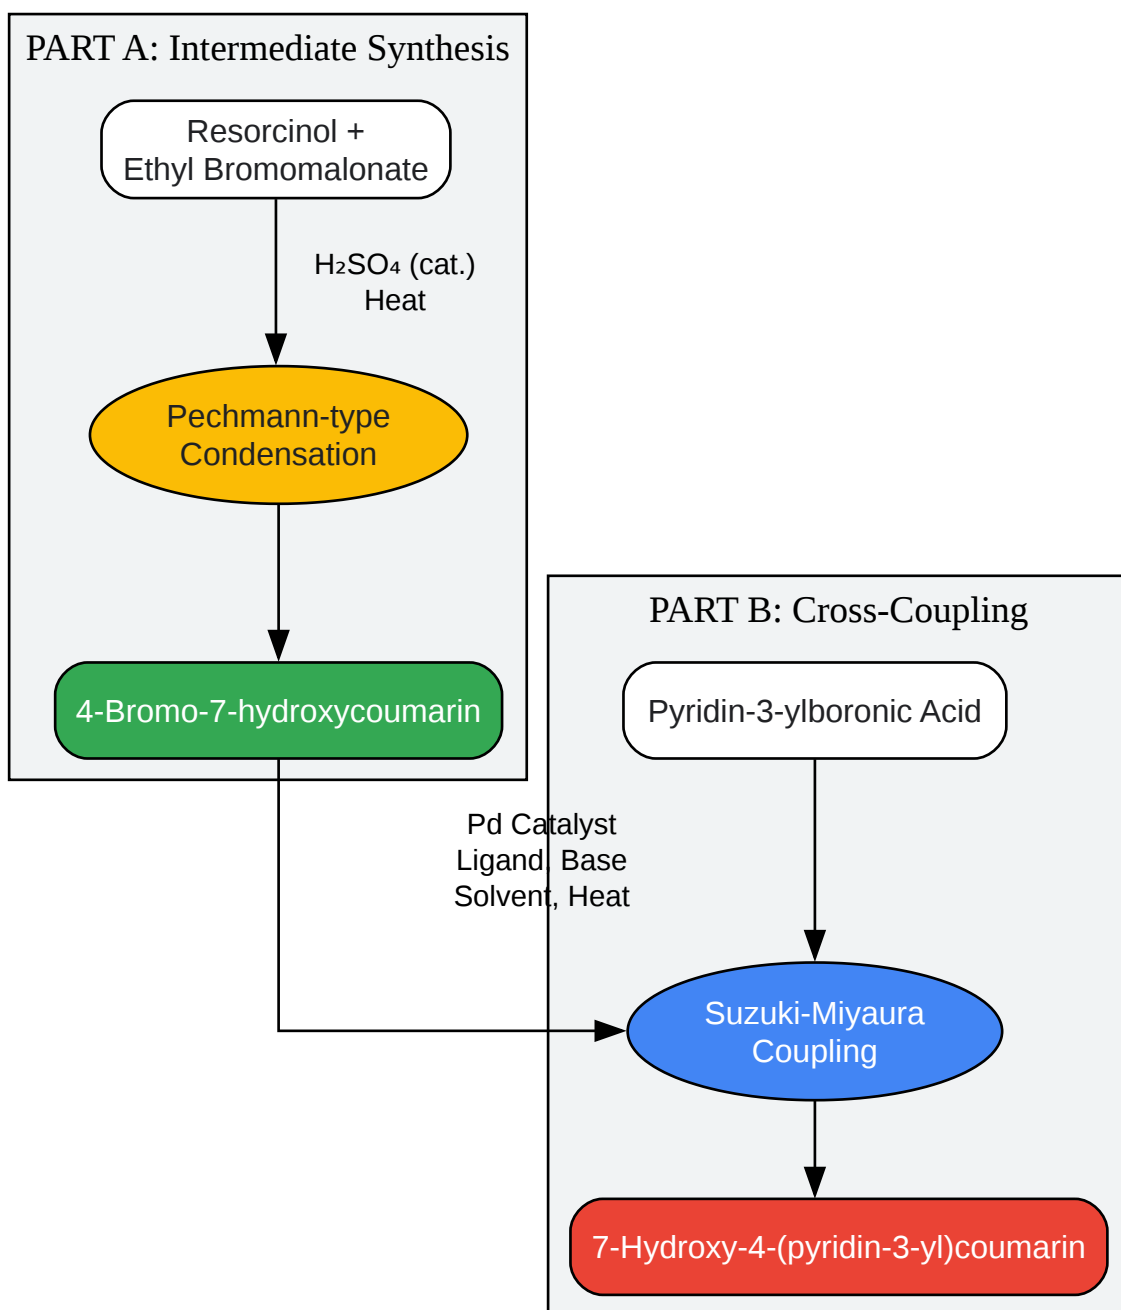 PART A: Intermediate Synthesis
Resorcinol +
Ethyl Bromomalonate
H₂SO₄ (cat.)
Heat
Pechmann-type
Condensation
4-Bromo-7-hydroxycoumarin
PART B: Cross-Coupling
Pyridin-3-ylboronic Acid
Pd Catalyst
Ligand, Base
Solvent, Heat
Suzuki-Miyaura
Coupling
7-Hydroxy-4-(pyridin-3-yl)coumarin